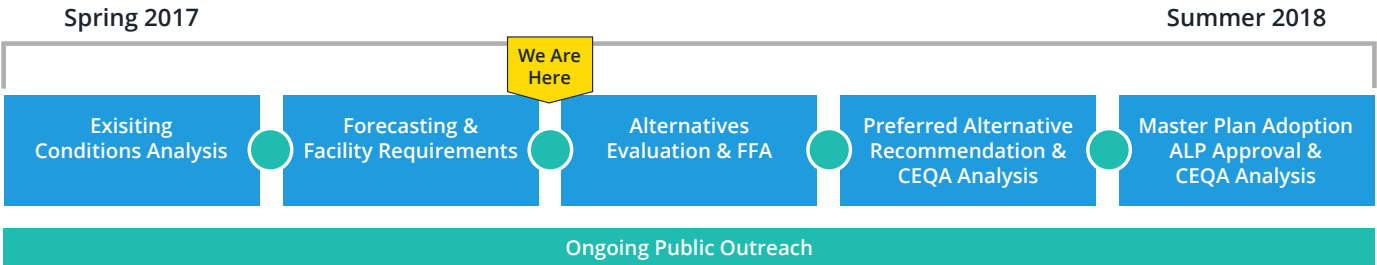 Spring 2017
Summer 2018
We Are
Here
Exisiting
Conditions Analysis
Forecasting &
Facility Requirements
Alternatives
Evaluation & FFA
Preferred Alternative
Recommendation &
CEQA Analysis
Master Plan Adoption
ALP Approval &
CEQA Analysis
Ongoing Public Outreach